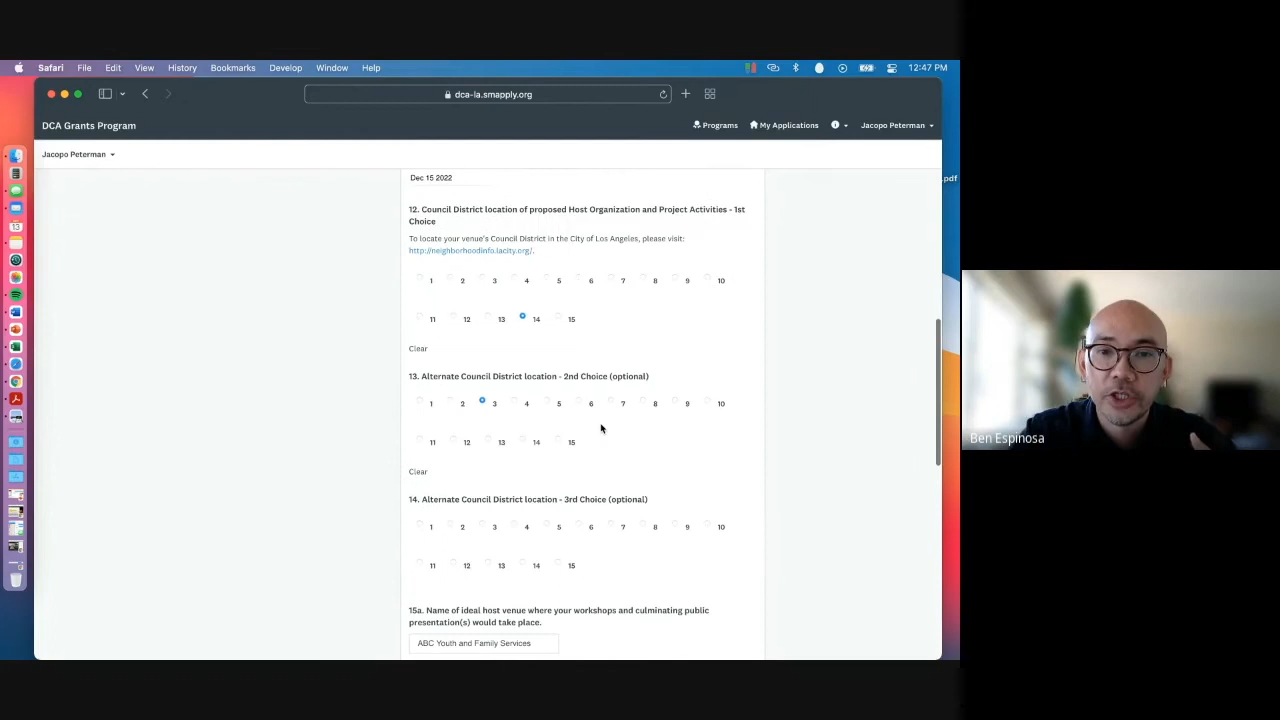 Safari File Edit View History Bookmarks Develop Window Help 12:47 PM
dca-la.smapply.org
DCA Grants Program Programs My Applications Jacopo Peterman
Jacopo Peterman
.pdf
Dec 15 2022
12. Council District location of proposed Host Organization and Project Activities - 1st
Choice
To locate your venue's Council District in the City of Los Angeles, please visit:
http://neighborhoodinfo.lacity.org/.
1 2 3 4 5 6 7 8 9 10
11 12 13 14 15
Clear
13. Alternate Council District location - 2nd Choice (optional)
1 2 3 4 5 6 7 8 9 10
11 12 13 14 15
Clear
14. Alternate Council District location - 3rd Choice (optional)
1 2 3 4 5 6 7 8 9 10
11 12 13 14 15
15a. Name of ideal host venue where your workshops and culminating public
presentation(s) would take place.
ABC Youth and Family Services
Ben Espinosa